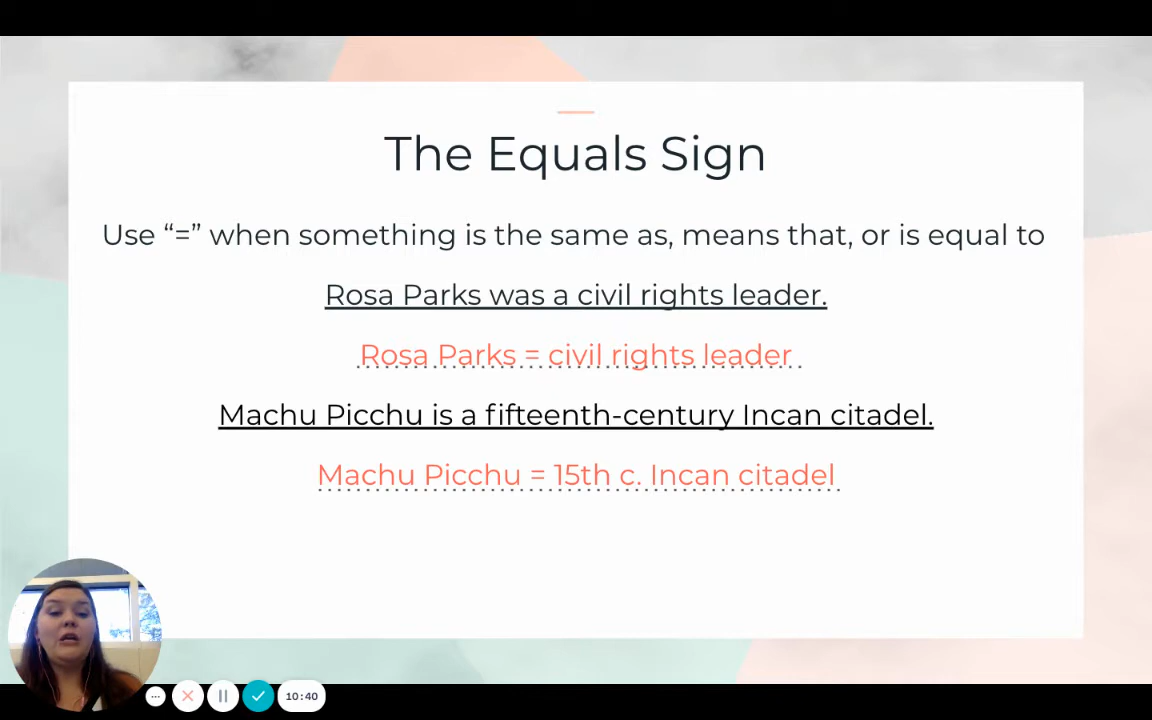 The Equals Sign
Use “=” when something is the same as, means that, or is equal to
Rosa Parks was a civil rights leader.
Rosa Parks = civil rights leader
Machu Picchu is a fifteenth-century Incan citadel.
Machu Picchu = 15th c. Incan citadel
10:40